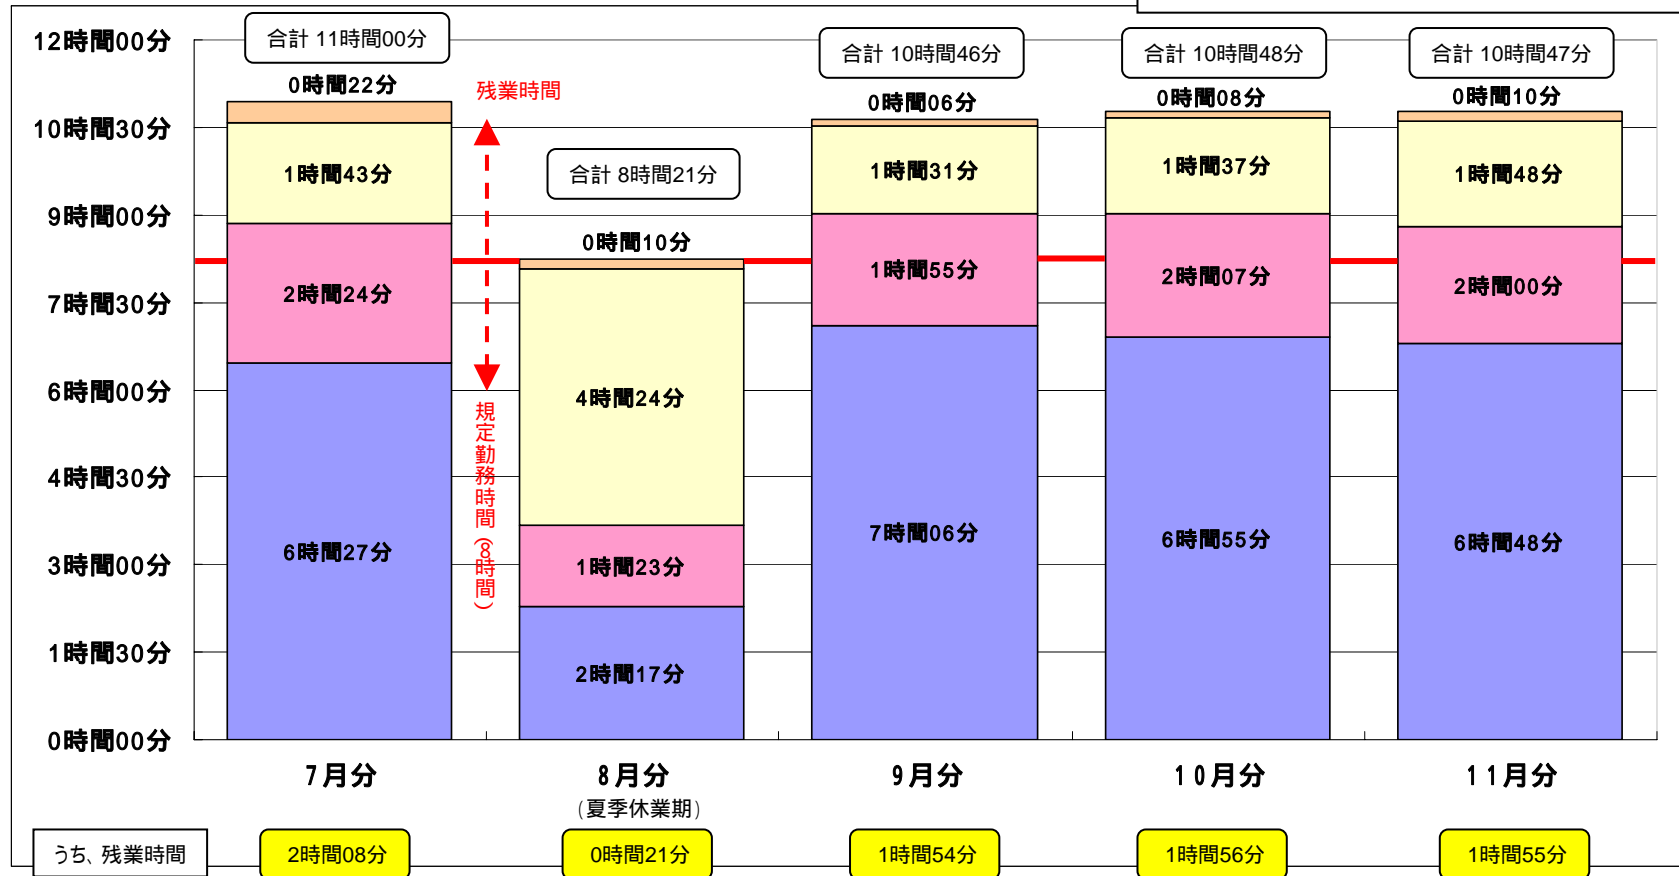 12時間00分
10時間30分
9時間00分
7時間30分
6時間00分
4時間30分
3時間00分
1時間30分
0時間00分
合計 11時間00分
0時間22分
1時間43分
2時間24分
6時間27分
残業時間
規定勤務時間(8時間)
合計 8時間21分
0時間10分
4時間24分
1時間23分
2時間17分
合計 10時間46分
0時間06分
1時間31分
1時間55分
7時間06分
合計 10時間48分
0時間08分
1時間37分
2時間07分
6時間55分
合計 10時間47分
0時間10分
1時間48分
2時間00分
6時間48分
7月分
8月分
(夏季休業期)
9月分
10月分
11月分
うち、残業時間
2時間08分
0時間21分
1時間54分
1時間56分
1時間55分